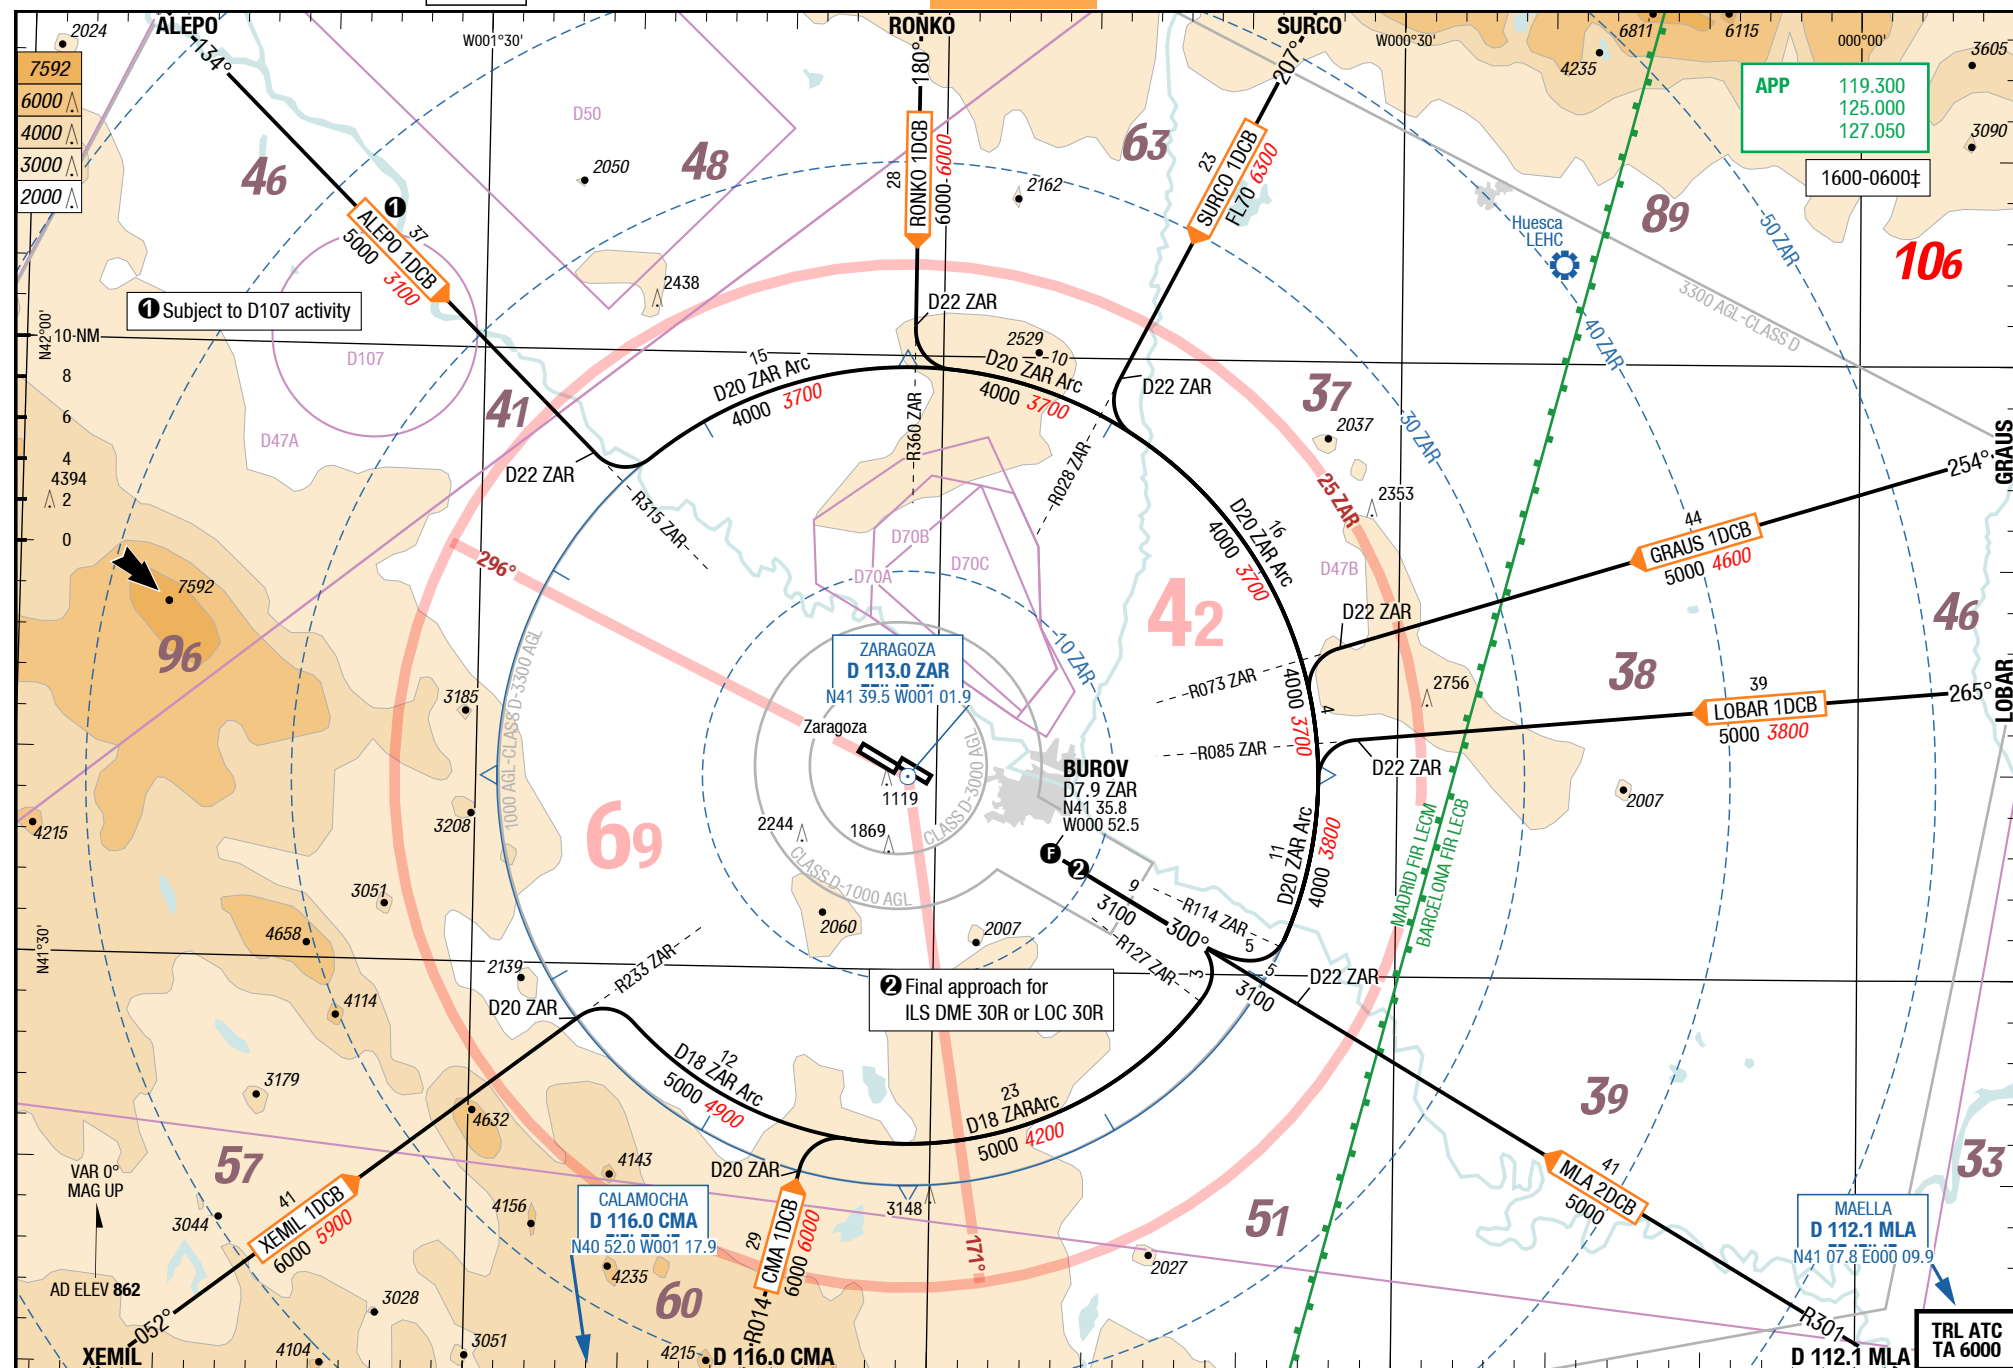 ALEPO
RONKO
SURCO
W001°30'
W000°30'
000°00'
2024
6811
6115
4235
3605
3090
7592
6000
4000
3000
2000
134°
180°
207°
APP 119.300
125.000
127.050
1600-0600‡
D50
46
48
63
89
106
2050
2162
2438
RONKO 1DCB
28
6000 6000
SURCO 1DCB
23
FL70 6300
ALEPO 1DCB
37
5000 3100
1
1 Subject to D107 activity
Huesca
LEHC
50 ZAR
40 ZAR
30 ZAR
25 ZAR
10 ZAR
3300 AGL-CLASS D
N42°00'
10 NM
8
6
4
2
0
D107
D47A
41
D22 ZAR
15
D20 ZAR Arc
4000 3700
2529
10
D20 ZAR Arc
4000 3700
D22 ZAR
37
2037
2353
GRAUS
254°
4394
D22 ZAR
R315 ZAR
R360 ZAR
R028 ZAR
D70B
D70A
D70C
16
D20 ZAR Arc
4000 3700
D47B
44
GRAUS 1DCB
5000 4600
296°
7592
96
42
D22 ZAR
46
38
R073 ZAR
R085 ZAR
4
4000 3700
2756
39
LOBAR 1DCB
5000 3800
265°
LOBAR
1000 AGL-CLASS D-3300 AGL
3185
3208
4215
ZARAGOZA
D 113.0 ZAR
N41 39.5 W001 01.9
Zaragoza
1119
2244
1869
CLASS D-3000 AGL
CLASS D-1000 AGL
69
BUROV
D7.9 ZAR
N41 35.8
W000 52.5
F
2
D22 ZAR
2007
11
D20 ZAR Arc
4000 3800
MADRID FIR LECM
BARCELONA FIR LECB
3051
4658
2060
2007
9
3100
300°
R114 ZAR
R127 ZAR
5
5
3
3100
D22 ZAR
N41°30'
2139
4114
R233 ZAR
D20 ZAR
2 Final approach for
ILS DME 30R or LOC 30R
3179
4632
12
D18 ZAR Arc
5000 4900
23
D18 ZARArc
5000 4200
39
33
57
VAR 0°
MAG UP
4143
4156
D20 ZAR
3148
51
41
MLA 2DCB
5000
3044
41
XEMIL 1DCB
6000 5900
CALAMOCHA
D 116.0 CMA
N40 52.0 W001 17.9
4235
29
CMA 1DCB
6000 6000
171°
2027
MAELLA
D 112.1 MLA
N41 07.8 E000 09.9
AD ELEV 862
60
3028
052°
XEMIL
4104
3051
4215
R014
D 116.0 CMA
R301
D 112.1 MLA
TRL ATC
TA 6000